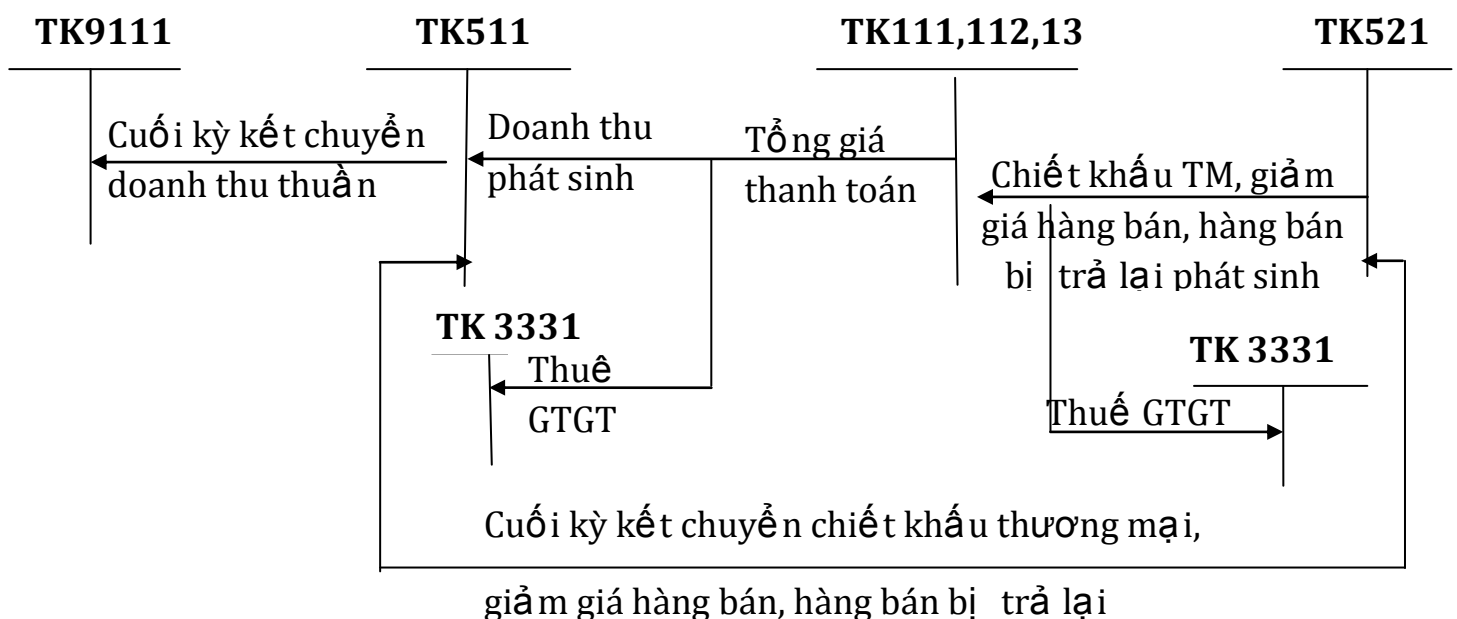 TK9111
TK511
TK111,112,13
TK521
Cuối kỳ kết chuyển
doanh thu thuần
Doanh thu
phát sinh
Tổng giá
thanh toán
Chiết khấu TM, giảm
giá hàng bán, hàng bán
bị trả lại phát sinh
TK 3331
Thuê
GTGT
TK 3331
Thuế GTGT
Cuối kỳ kết chuyển chiết khấu thương mại,
giảm giá hàng bán, hàng bán bị trả lại